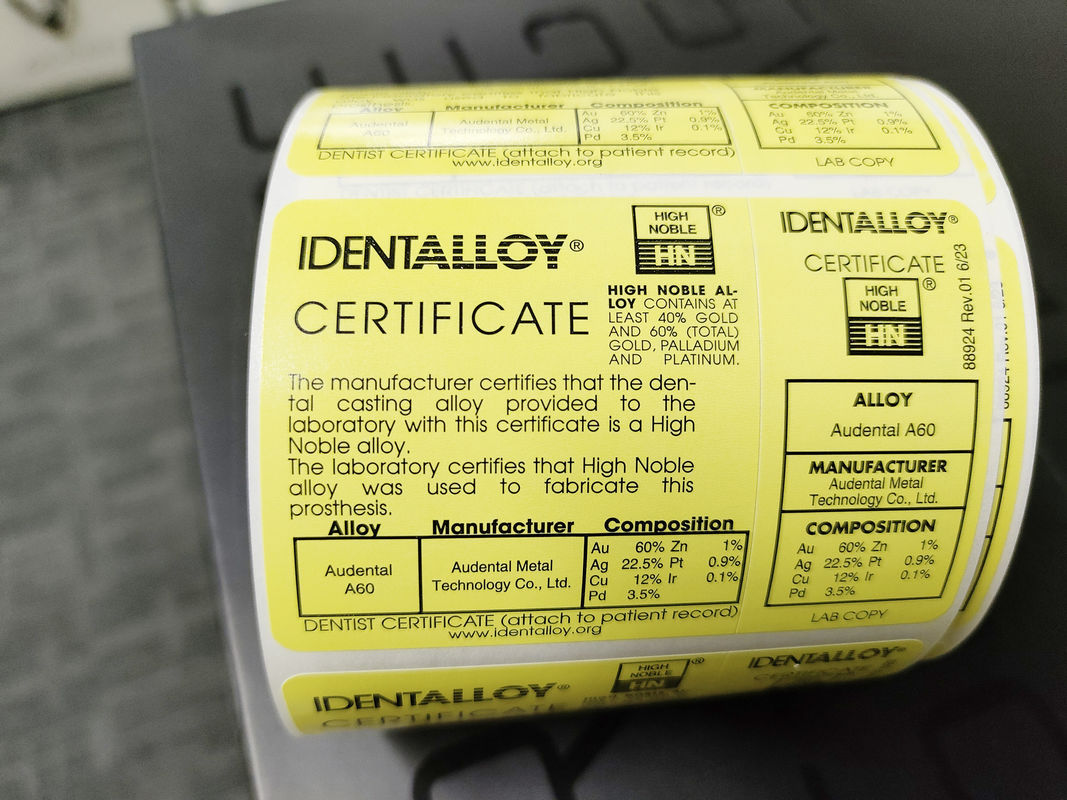 Alloy Manufacturer Composition
Audental
A60
Audental Metal
Technology Co., Ltd.
Au 60% Zn 1%
Ag 22.5% Pt 0.9%
Cu 12% Ir 0.1%
Pd 3.5%
DENTIST CERTIFICATE (attach to patient record)
www.identalloy.org
MANUFACTURER
Technology Co., Ltd.
COMPOSITION
Au 60% Zn 1%
Ag 22.5% Pt 0.9%
Cu 12% Ir 0.1%
Pd 3.5%
LAB COPY
IDENTALLOY®
HIGH
NOBLE
HN
®
CERTIFICATE
HIGH NOBLE AL-
LOY CONTAINS AT
LEAST 40% GOLD
AND 60% (TOTAL)
GOLD, PALLADIUM
AND PLATINUM.
The manufacturer certifies that the den-
tal casting alloy provided to the
laboratory with this certificate is a High
Noble alloy.
The laboratory certifies that High Noble
alloy was used to fabricate this
prosthesis.
Alloy Manufacturer Composition
Audental
A60
Audental Metal
Technology Co., Ltd.
Au 60% Zn 1%
Ag 22.5% Pt 0.9%
Cu 12% Ir 0.1%
Pd 3.5%
DENTIST CERTIFICATE (attach to patient record)
www.identalloy.org
IDENTALLOY®
CERTIFICATE
HIGH
NOBLE
HN
®
88924 Rev.01 6/23
ALLOY
Audental A60
MANUFACTURER
Audental Metal
Technology Co., Ltd.
COMPOSITION
Au 60% Zn 1%
Ag 22.5% Pt 0.9%
Cu 12% Ir 0.1%
Pd 3.5%
LAB COPY
IDENTALLOY®
HIGH
NOBLE
HN
®
CERTIFICATE
IDENTALLOY®
CERTIFICATE